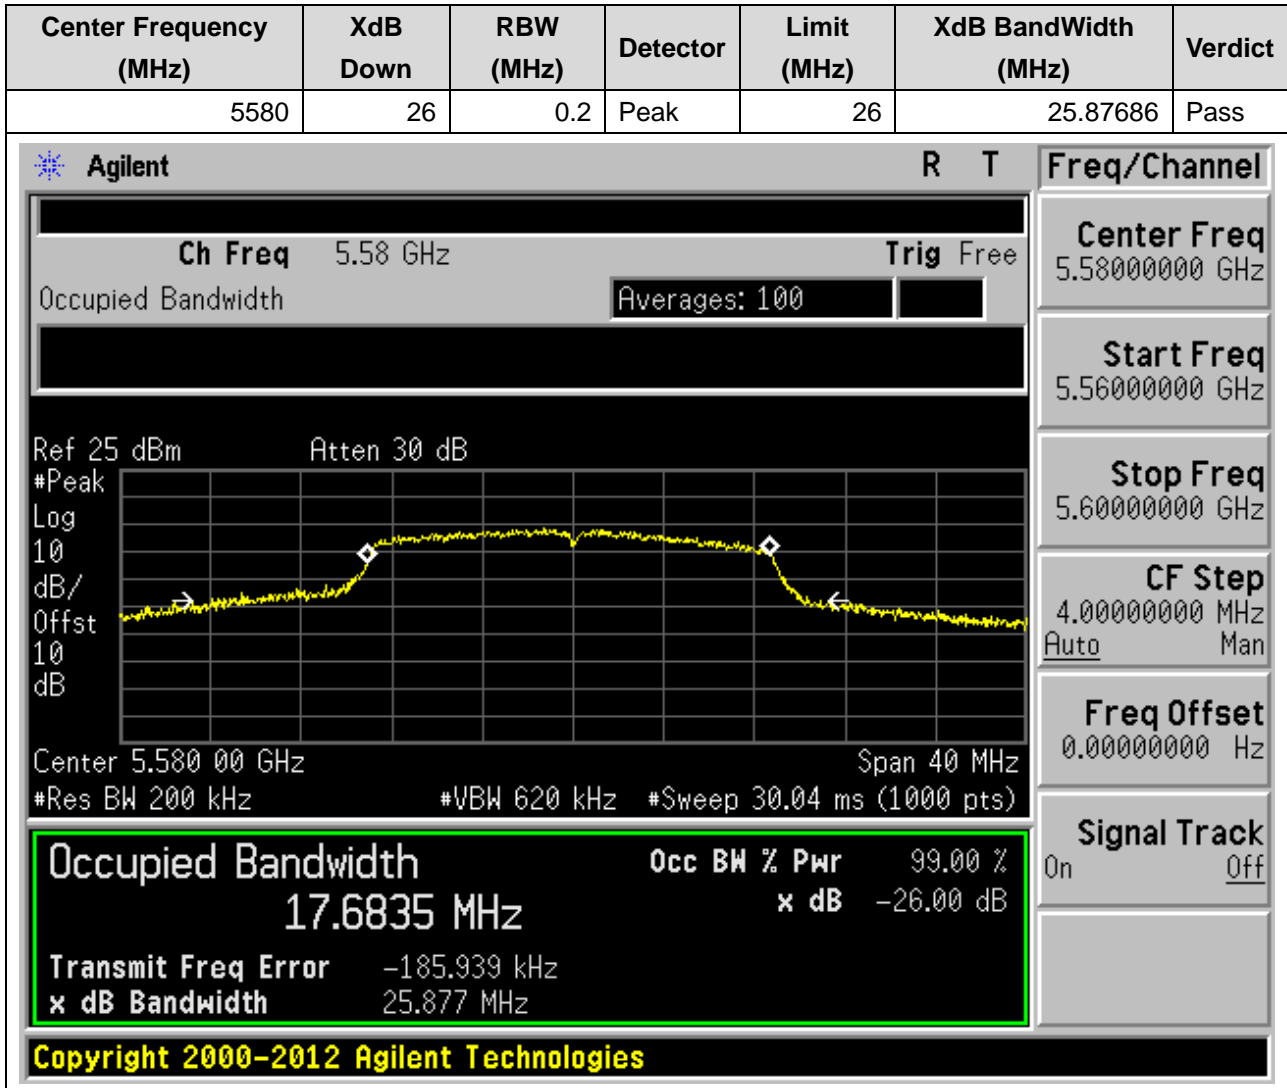 Center Frequency (MHz) XdB Down RBW (MHz) Detector Limit (MHz) XdB BandWidth (MHz) Verdict
5580 26 0.2 Peak 26 25.87686 Pass
Agilent R T
Ch Freq 5.58 GHz Trig Free
Occupied Bandwidth Averages: 100
Ref 25 dBm Atten 30 dB
#Peak
Log
10
dB/
Offst
10
dB
Center 5.580 00 GHz Span 40 MHz
#Res BW 200 kHz #VBW 620 kHz #Sweep 30.04 ms (1000 pts)
Occupied Bandwidth Occ BW % Pwr 99.00 %
17.6835 MHz x dB -26.00 dB
Transmit Freq Error -185.939 kHz
x dB Bandwidth 25.877 MHz
Copyright 2000-2012 Agilent Technologies
Freq/Channel
Center Freq
5.58000000 GHz
Start Freq
5.56000000 GHz
Stop Freq
5.60000000 GHz
CF Step
4.00000000 MHz
Auto Man
Freq Offset
0.00000000 Hz
Signal Track
On Off